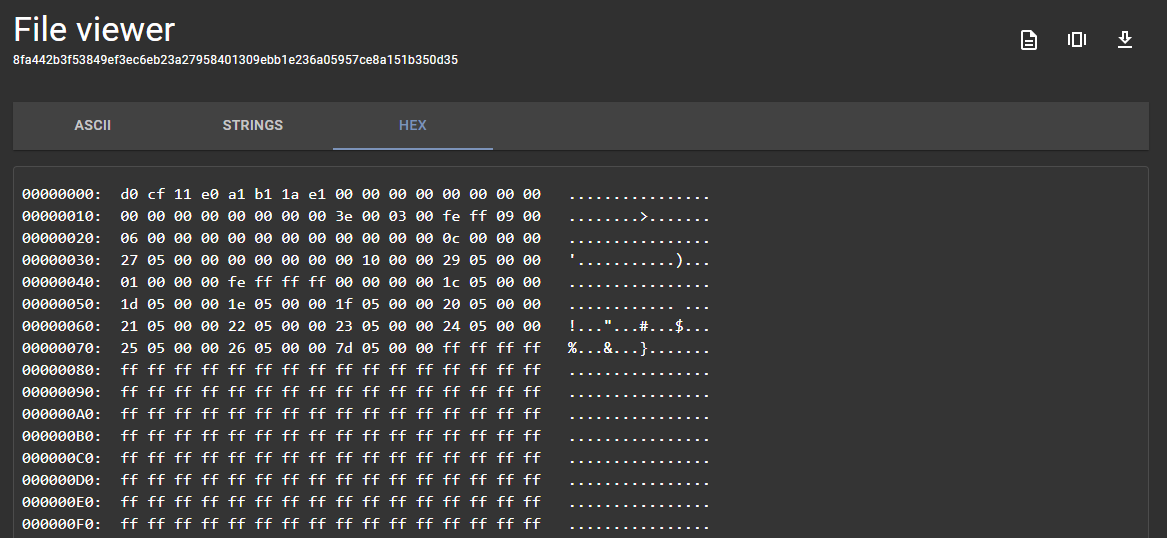 File viewer
8fa442b3f53849ef3ec6eb23a27958401309ebb1e236a05957ce8a151b350d35
ASCII STRINGS HEX
00000000: d0 cf 11 e0 a1 b1 1a e1 00 00 00 00 00 00 00 00 ................
00000010: 00 00 00 00 00 00 00 00 3e 00 03 00 fe ff 09 00 ........>.......
00000020: 06 00 00 00 00 00 00 00 00 00 00 00 0c 00 00 00 ................
00000030: 27 05 00 00 00 00 00 00 00 10 00 00 29 05 00 00 '...........)...
00000040: 01 00 00 00 fe ff ff ff 00 00 00 00 1c 05 00 00 ................
00000050: 1d 05 00 00 1e 05 00 00 1f 05 00 00 20 05 00 00 ............ ...
00000060: 21 05 00 00 22 05 00 00 23 05 00 00 24 05 00 00 !..."...#...$...
00000070: 25 05 00 00 26 05 00 00 7d 05 00 00 ff ff ff ff %...&...}.......
00000080: ff ff ff ff ff ff ff ff ff ff ff ff ff ff ff ff ................
00000090: ff ff ff ff ff ff ff ff ff ff ff ff ff ff ff ff ................
000000A0: ff ff ff ff ff ff ff ff ff ff ff ff ff ff ff ff ................
000000B0: ff ff ff ff ff ff ff ff ff ff ff ff ff ff ff ff ................
000000C0: ff ff ff ff ff ff ff ff ff ff ff ff ff ff ff ff ................
000000D0: ff ff ff ff ff ff ff ff ff ff ff ff ff ff ff ff ................
000000E0: ff ff ff ff ff ff ff ff ff ff ff ff ff ff ff ff ................
000000F0: ff ff ff ff ff ff ff ff ff ff ff ff ff ff ff ff ................